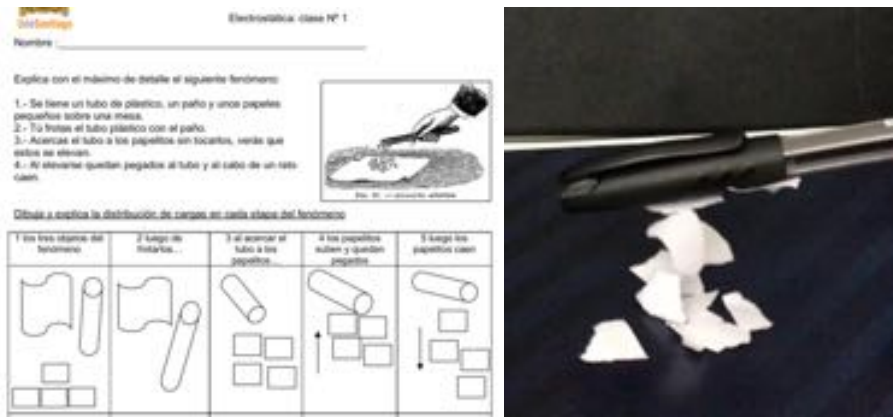 UdeSantiago
Electrostática: clase Nº 1
Nombre :
Explica con el máximo de detalle el siguiente fenómeno:
1.- Se tiene un tubo de plástico, un paño y unos papeles
pequeños sobre una mesa.
2.- Tú frotas el tubo plástico con el paño.
3.- Acercas el tubo a los papelitos sin tocarlos, verás que
estos se elevan.
4.- Al elevarse quedan pegados al tubo y al cabo de un rato
caen.
Dibuja y explica la distribución de cargas en cada etapa del fenómeno
1 los tres objetos del
fenómeno
2 luego de
frotarlos…
3 al acercar el
tubo a los
papelitos…
4 los papelitos
suben y quedan
pegados
5 luego los
papelitos caen